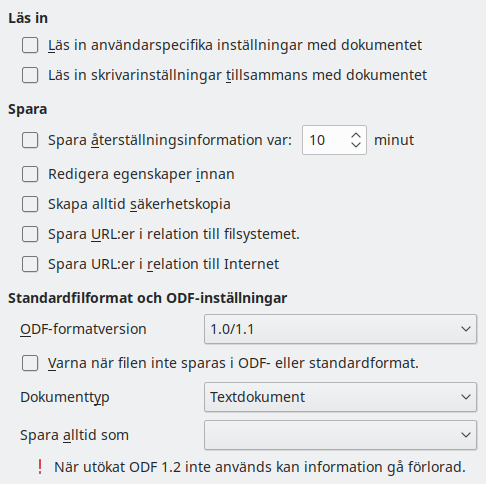 Läs in
Läs in användarspecifika inställningar med dokumentet
Läs in skrivarinställningar tillsammans med dokumentet
Spara
Spara återställningsinformation var: 10 minut
Redigera egenskaper innan
Skapa alltid säkerhetskopia
Spara URL:er i relation till filsystemet.
Spara URL:er i relation till Internet
Standardfilformat och ODF-inställningar
ODF-formatversion 1.0/1.1
Varna när filen inte sparas i ODF- eller standardformat.
Dokumenttyp Textdokument
Spara alltid som
! När utökat ODF 1.2 inte används kan information gå förlorad.